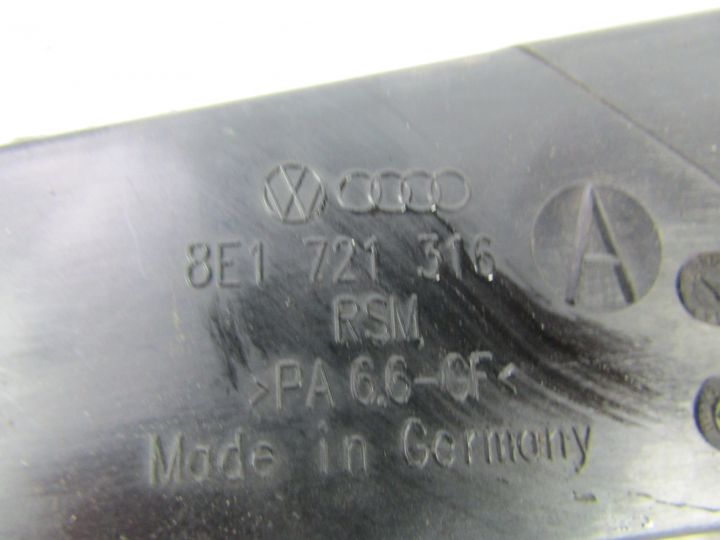 8E1 721 316
A
RSM
>PA 6.6-GF<
Made in Germany